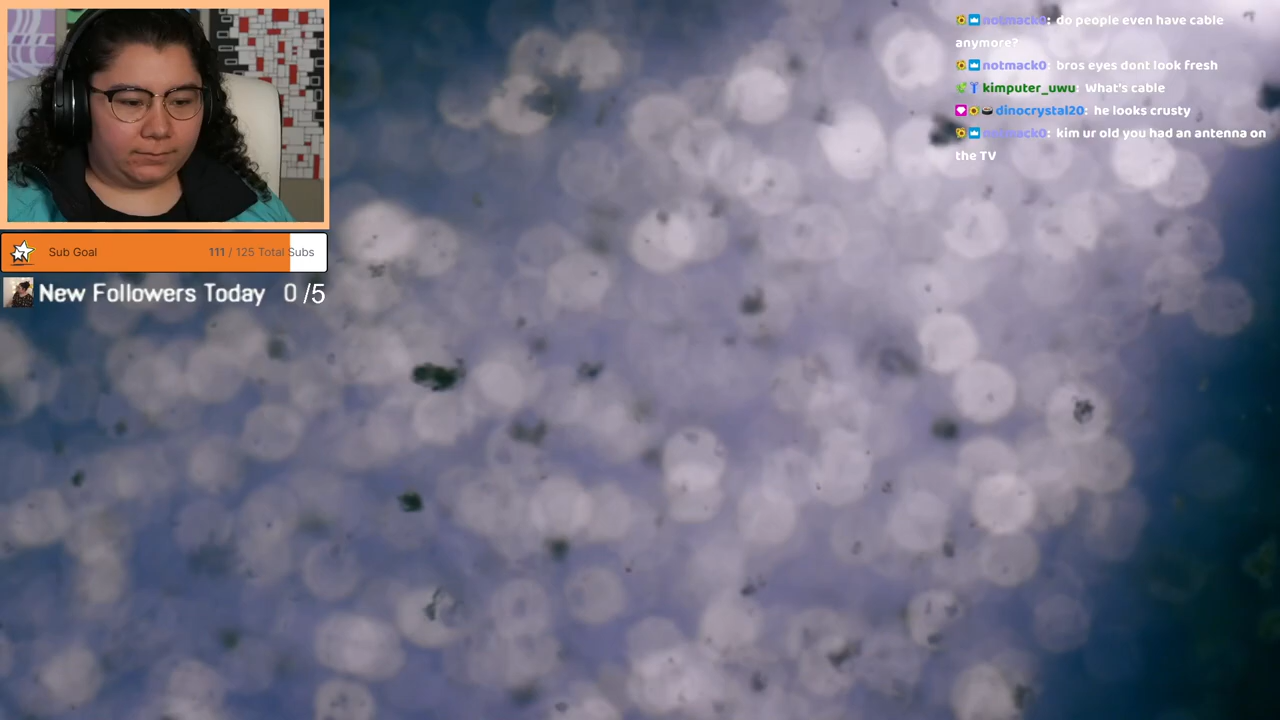 notmack0: do people even have cable
anymore?
notmack0: bros eyes dont look fresh
kimputer_uwu: What's cable
dinocrystal20: he looks crusty
notmack0: kim ur old you had an antenna on
the TV
Sub Goal 111 / 125 Total Subs
New Followers Today 0 /5